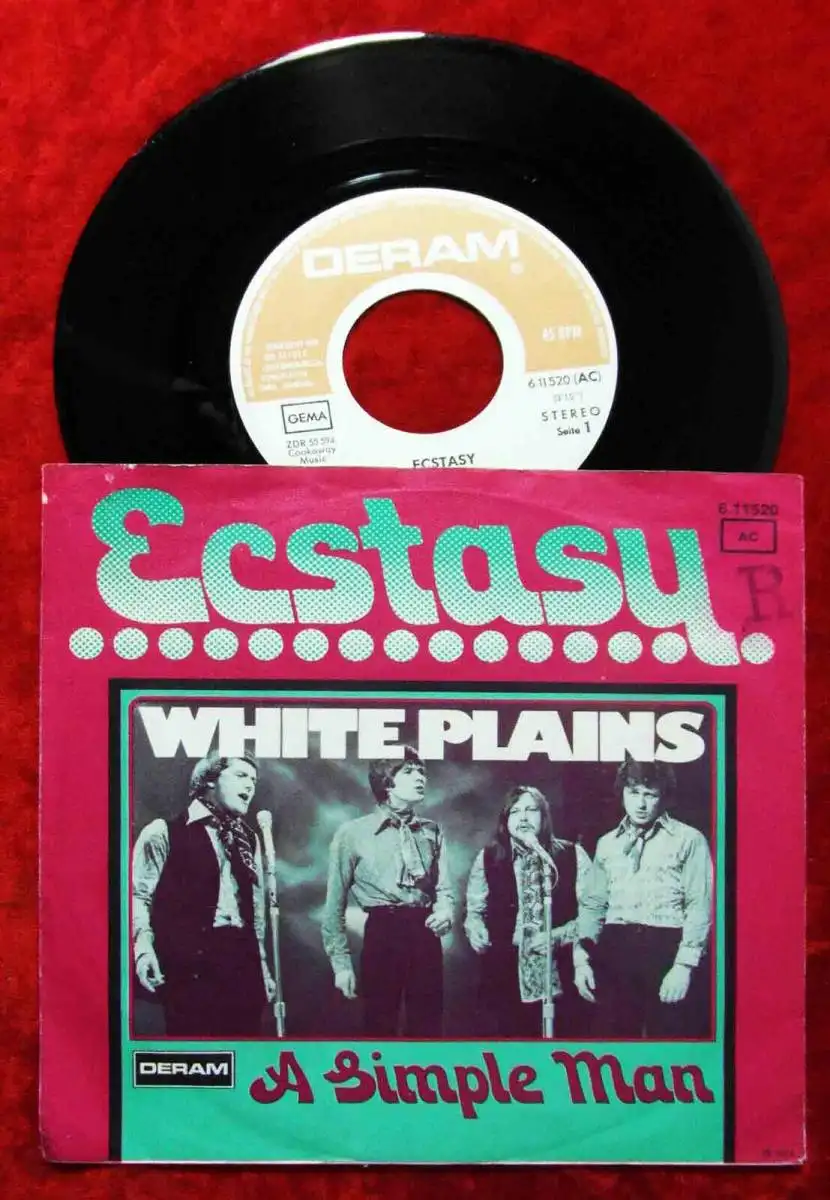 DERAM
®
45 RPM
6.11520 (AC)
STEREO
Seite 1
GEMA
ZDR 50 594
Cookaway
Music
ECSTASY
Ecstasy
6.11520
AC
R
WHITE PLAINS
DERAM
A Simple Man